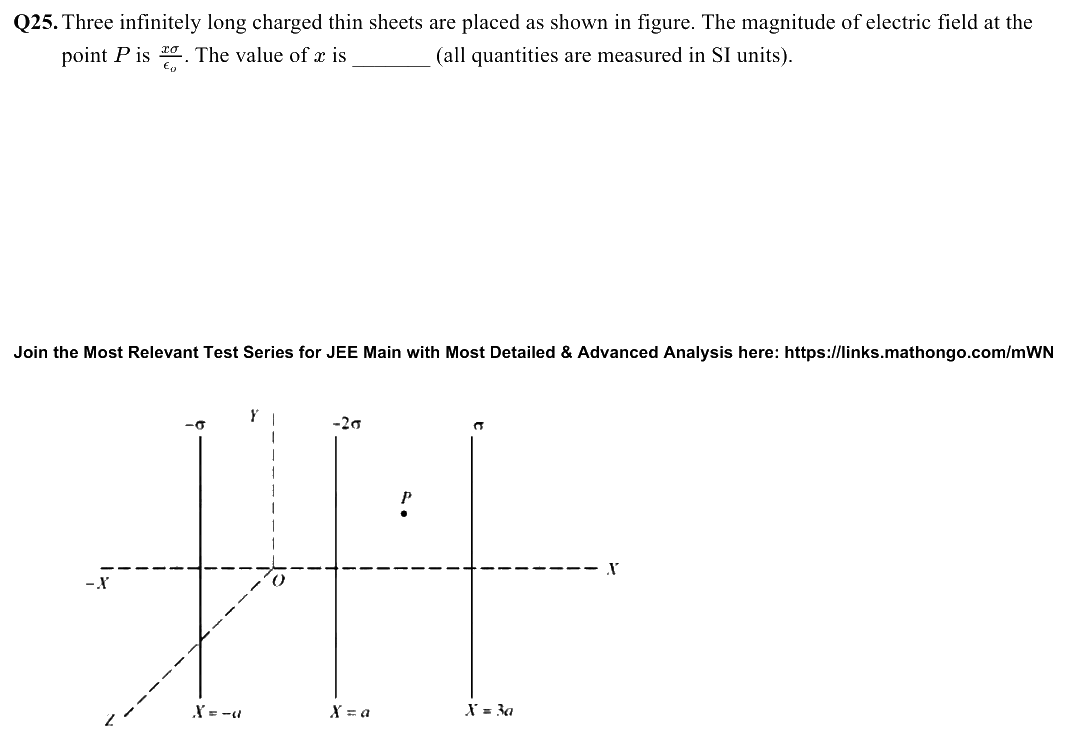 Q25. Three infinitely long charged thin sheets are placed as shown in figure. The magnitude of electric field at the
point P is xσ/ϵo. The value of x is _______ (all quantities are measured in SI units).
Join the Most Relevant Test Series for JEE Main with Most Detailed & Advanced Analysis here: https://links.mathongo.com/mWN
-σ Y -2σ σ
P
-X O X
Z X = -a X = a X = 3a